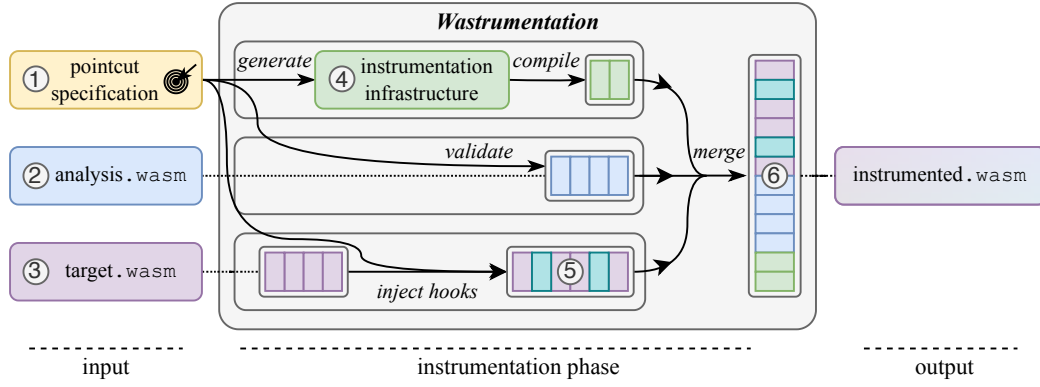 Wastrumentation
① pointcut
specification
generate
④ instrumentation
infrastructure
compile
② analysis.wasm
validate
merge
⑥
instrumented.wasm
③ target.wasm
inject hooks
⑤
input
instrumentation phase
output